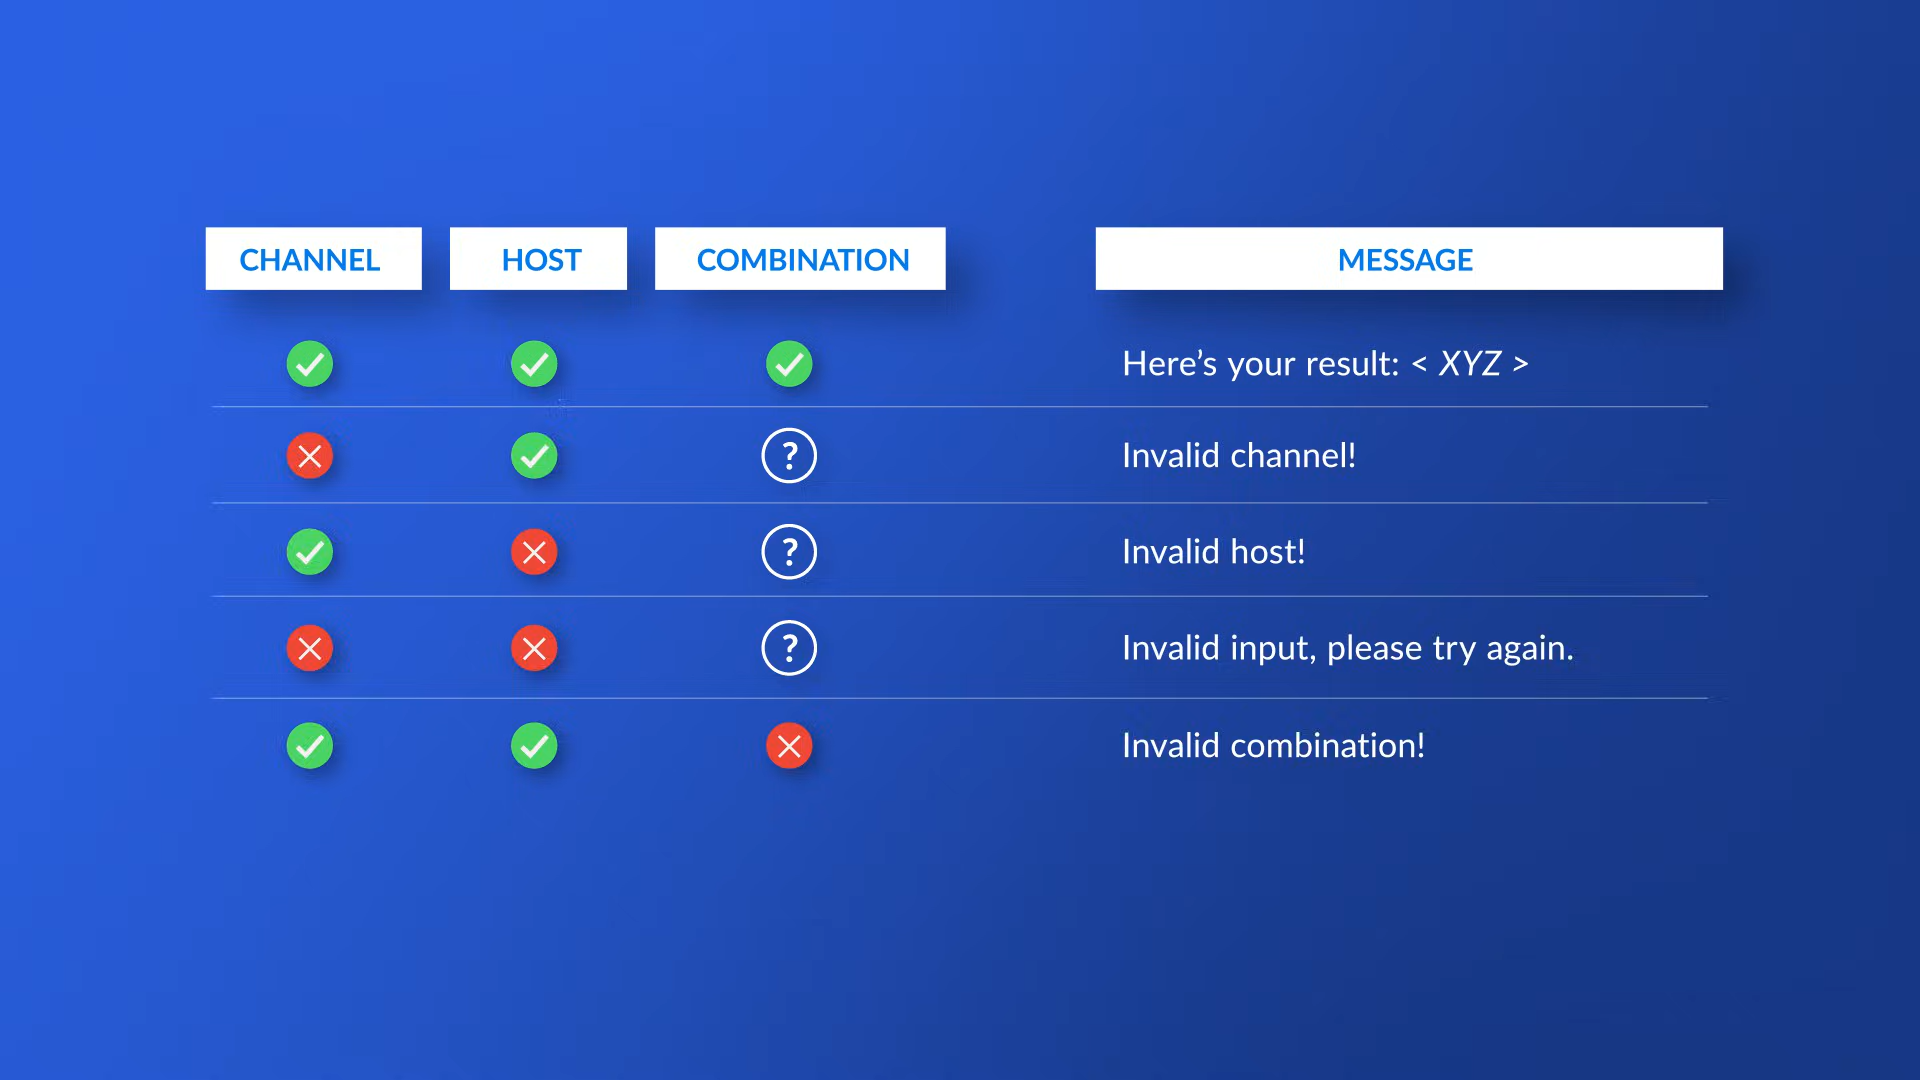 CHANNEL HOST COMBINATION MESSAGE
Here’s your result: < XYZ >
? Invalid channel!
? Invalid host!
? Invalid input, please try again.
Invalid combination!